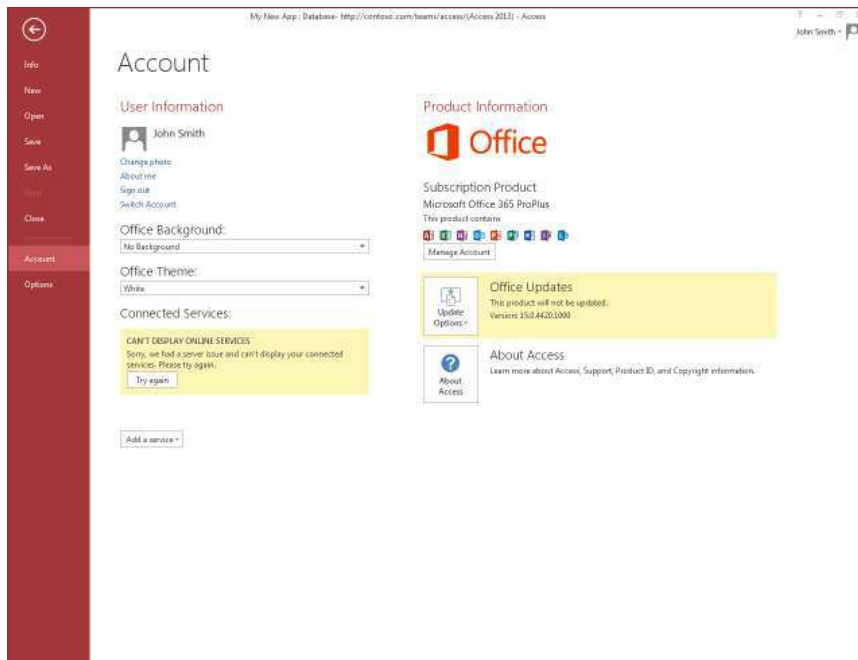 My New App : Database- http://contoso.com/teams/access/(Access 2013) - Access
? – 
John Smith
Info
New
Open
Save
Save As
Close
Account
Options
Account
User Information
John Smith
Change photo
About me
Sign out
Switch Account
Office Background:
No Background
Office Theme:
White
Connected Services:
CAN'T DISPLAY ONLINE SERVICES
Sorry, we had a server issue and can't display your connected
services. Please try again.
Try again
Add a service
Product Information
Office
Subscription Product
Microsoft Office 365 ProPlus
This product contains
Manage Account
Update
Options
Office Updates
This product will not be updated.
Version: 15.0.4420.1000
?
About
Access
About Access
Learn more about Access, Support, Product ID, and Copyright information.